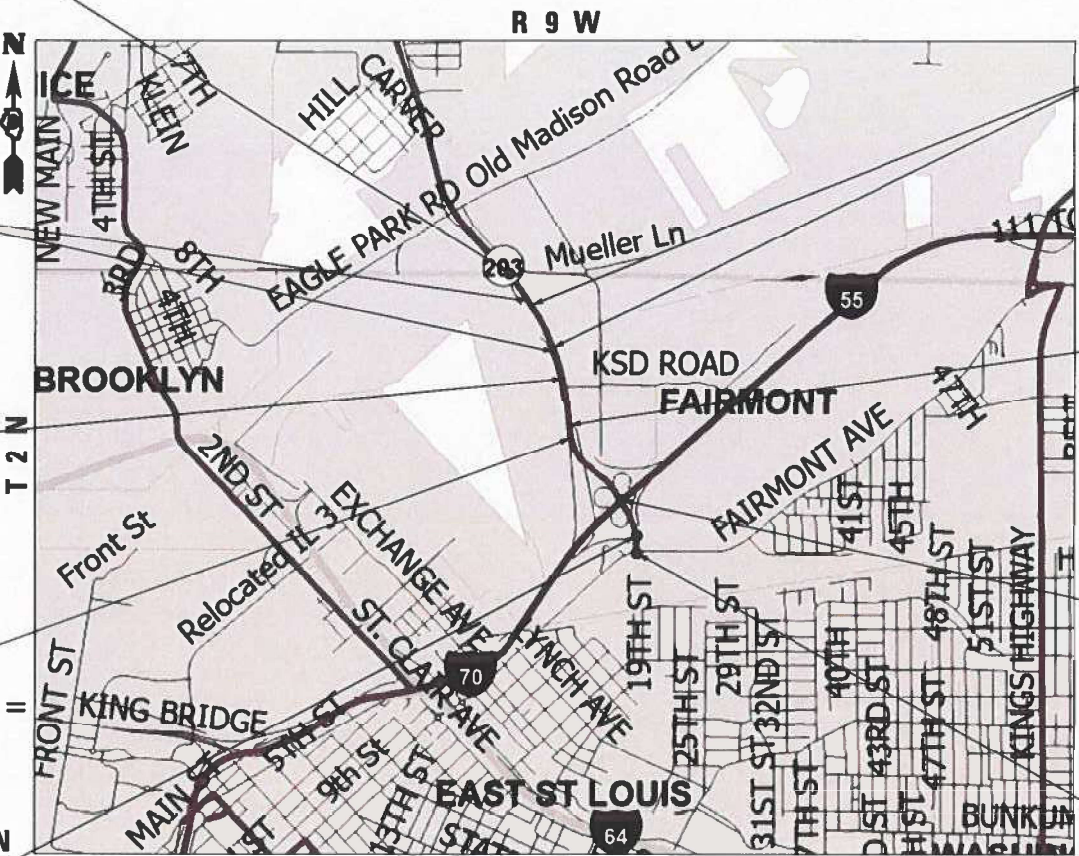 R 9 W
N
ICE
7TH
KLEIN
HILL
CARVER
NEW MAIN
4TH ST
EAGLE PARK RD
Old Madison Road
203
Mueller Ln
3RD
8TH
4TH
111
55
BROOKLYN
KSD ROAD
FAIRMONT
47TH
T 2 N
2ND ST
EXCHANGE AVE
FAIRMONT AVE
41ST
45TH
Front St
Relocated IL 3
48TH ST
51ST ST
KINGS HIGHWAY
ST. CLAIR AVE
LYNCH AVE
19TH ST
29TH ST
32ND ST
40TH
25TH ST
43RD ST
47TH ST
70
FRONT ST
KING BRIDGE
5TH ST
9th St
13TH ST
MAIN ST
EAST ST LOUIS
31ST ST
64